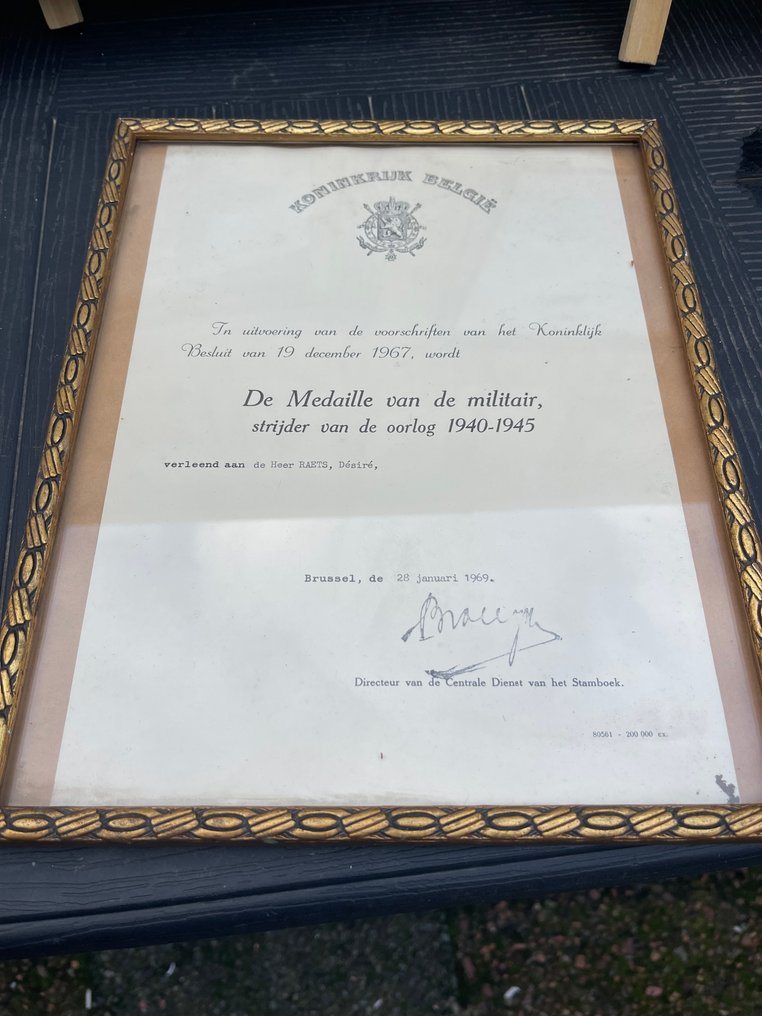 KONINKRIJK BELGIË
In uitvoering van de voorschriften van het Koninklijk
Besluit van 19 december 1967, wordt
De Medaille van de militair,
strijder van de oorlog 1940-1945
verleend aan de Heer RAETS, Désiré,
Brussel, de 28 januari 1969.
Directeur van de Centrale Dienst van het Stamboek.
80561 - 200 000 ex.